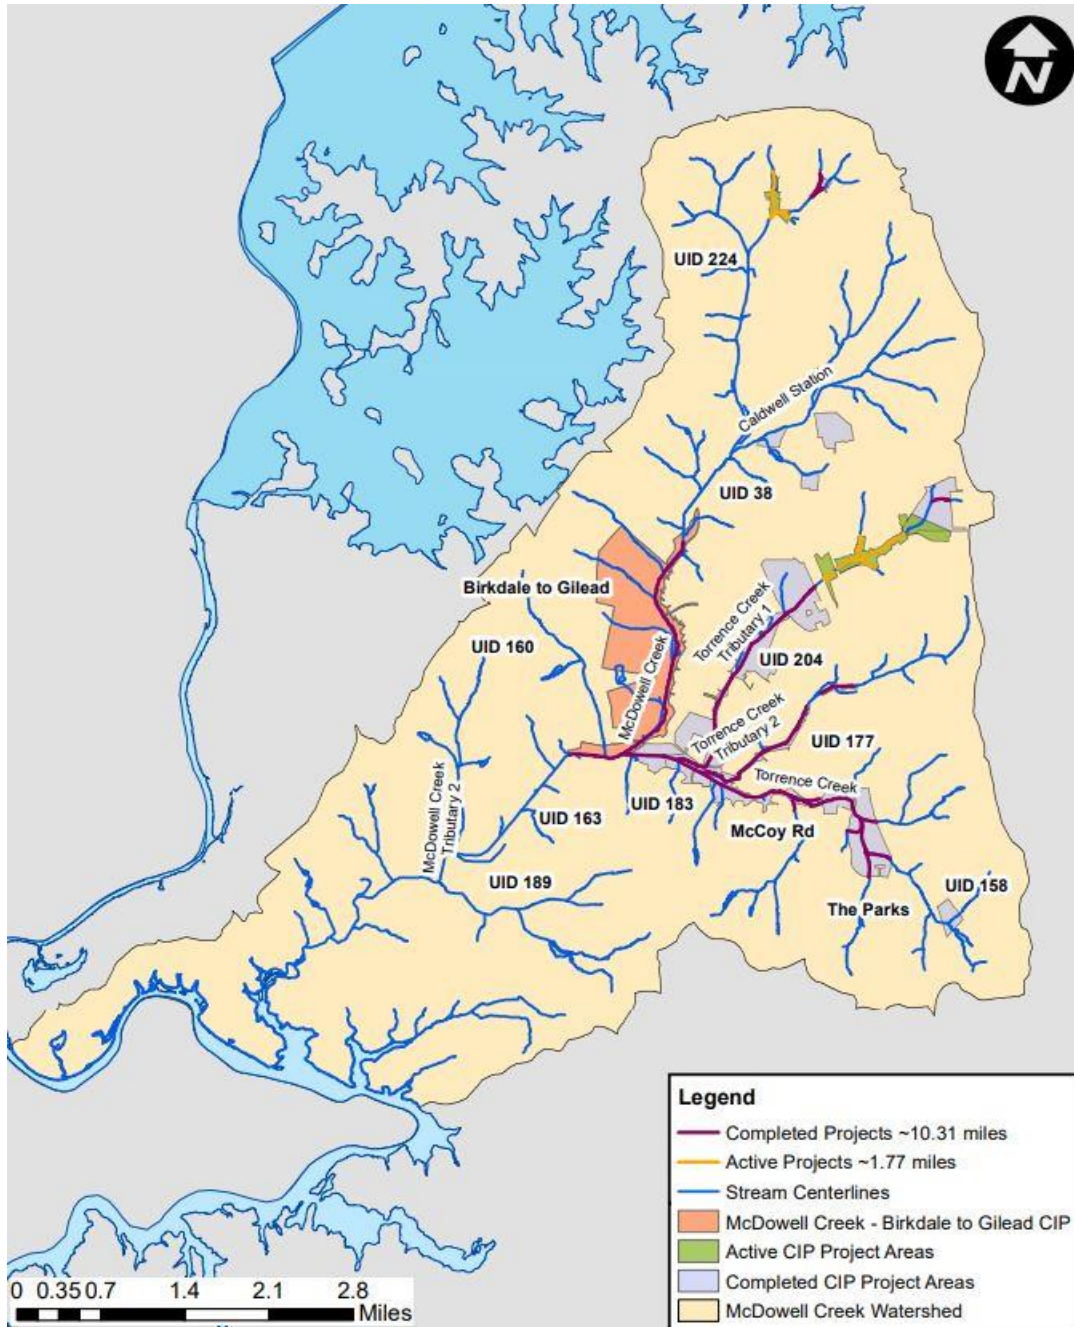 N
UID 224
Caldwell Station
UID 38
Birkdale to Gilead
Torrence Creek
Tributary 1
UID 160
UID 204
McDowell Creek
Torrence Creek
Tributary 2
UID 177
Torrence Creek
McDowell Creek
Tributary 2
UID 163
UID 183
McCoy Rd
UID 189
UID 158
The Parks
Legend
Completed Projects ~10.31 miles
Active Projects ~1.77 miles
Stream Centerlines
McDowell Creek - Birkdale to Gilead CIP
Active CIP Project Areas
Completed CIP Project Areas
McDowell Creek Watershed
0 0.35 0.7 1.4 2.1 2.8
Miles